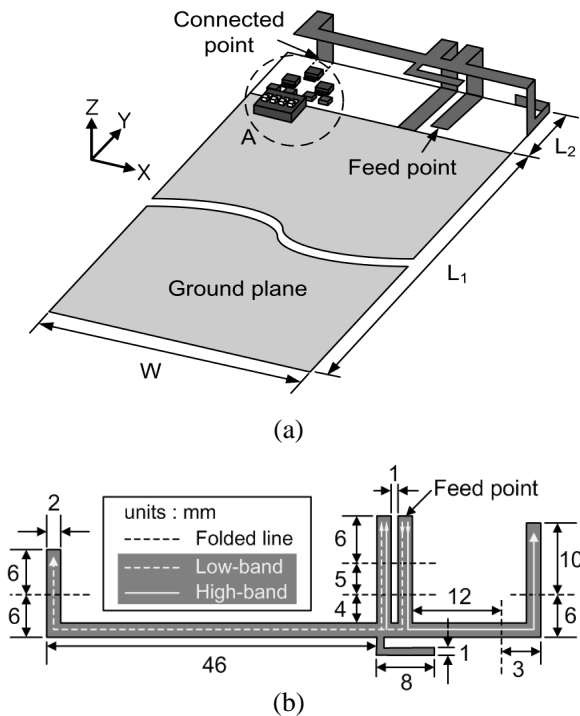 Connected
point
Z
Y
X
A
L2
Feed point
L1
Ground plane
W
(a)
1
2
Feed point
units : mm
Folded line
Low-band
High-band
6
6
10
5
12
6
4
6
46
1
8
3
(b)